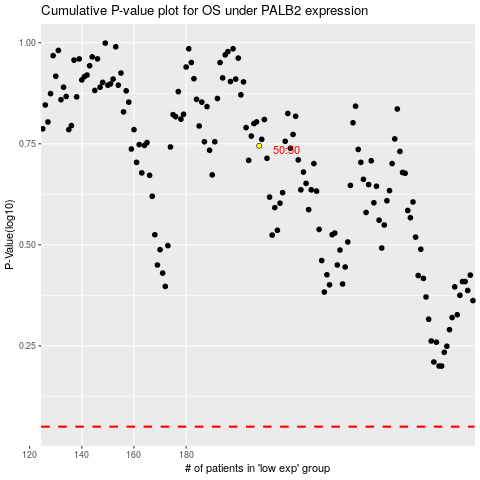 Cumulative P-value plot for OS under PALB2 expression
1.00
0.75
0.50
0.25
P-Value(log10)
50:50
120 140 160 180
# of patients in 'low exp' group